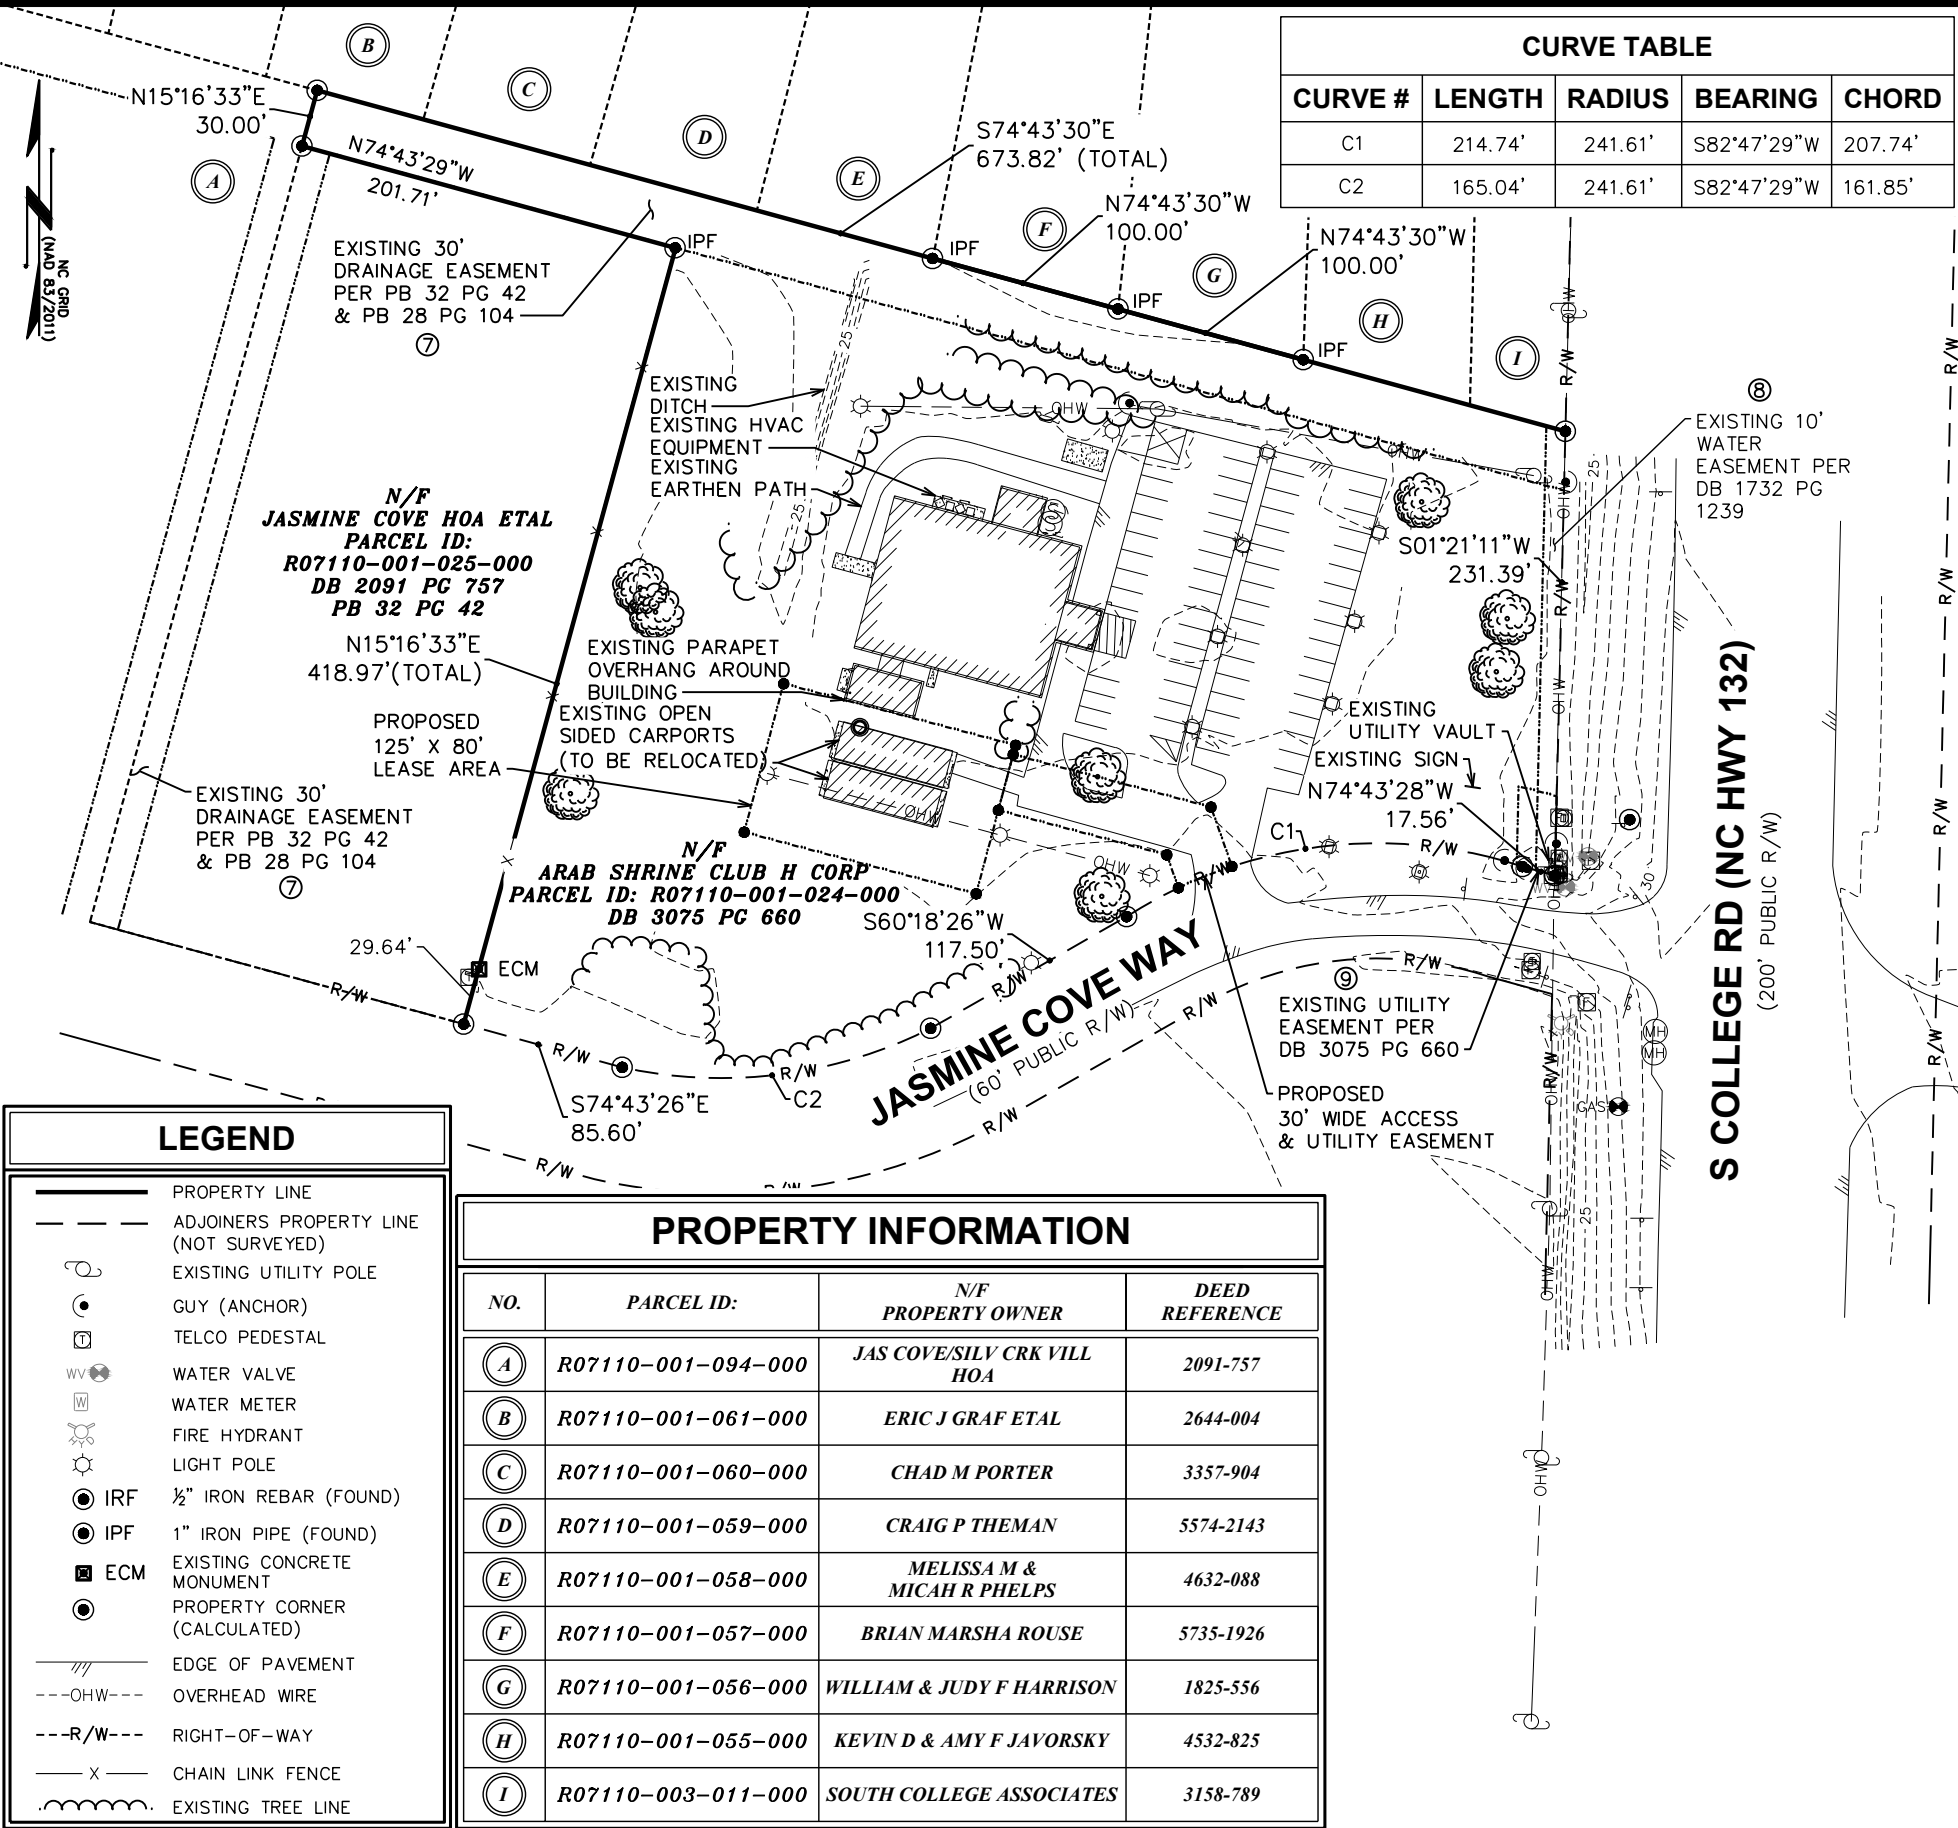 CURVE TABLE
CURVE # LENGTH RADIUS BEARING CHORD
C1 214.74' 241.61' S82°47'29"W 207.74'
C2 165.04' 241.61' S82°47'29"W 161.85'
B
C
D
E
F
G
H
I
A
N15°16'33"E
30.00'
N74°43'29"W
201.71'
S74°43'30"E
673.82' (TOTAL)
N74°43'30"W
100.00'
N74°43'30"W
100.00'
IPF
IPF
IPF
IPF
NC GRID
(NAD 83/2011)
EXISTING 30'
DRAINAGE EASEMENT
PER PB 32 PG 42
& PB 28 PG 104
7
EXISTING
DITCH
EXISTING HVAC
EQUIPMENT
EXISTING
EARTHEN PATH
25
25
OHW
OHW
R/W
R/W
8
EXISTING 10'
WATER
EASEMENT PER
DB 1732 PG
1239
25
N/F
JASMINE COVE HOA ETAL
PARCEL ID:
R07110-001-025-000
DB 2091 PG 757
PB 32 PG 42
S01°21'11"W
231.39'
OHW
R/W
R/W
N15°16'33"E
418.97'(TOTAL)
EXISTING PARAPET
OVERHANG AROUND
BUILDING
EXISTING OPEN
SIDED CARPORTS
(TO BE RELOCATED)
PROPOSED
125' X 80'
LEASE AREA
EXISTING
UTILITY VAULT
EXISTING SIGN
N74°43'28"W
17.56'
OHW
OHW
OHW
C1
R/W
R/W
EXISTING 30'
DRAINAGE EASEMENT
PER PB 32 PG 42
& PB 28 PG 104
7
N/F
ARAB SHRINE CLUB H CORP
PARCEL ID: R07110-001-024-000
DB 3075 PG 660
S60°18'26"W
117.50'
30
S COLLEGE RD (NC HWY 132)
(200' PUBLIC R/W)
R/W
29.64'
ECM
T
R/W
R/W
R/W
JASMINE COVE WAY
(60' PUBLIC R/W)
R/W
R/W
9
EXISTING UTILITY
EASEMENT PER
DB 3075 PG 660
MH
MH
R/W
OHW
GAS
R/W
R/W
C2
S74°43'26"E
85.60'
R/W
R/W
R/W
PROPOSED
30' WIDE ACCESS
& UTILITY EASEMENT
25
OHW
OHW
LEGEND
PROPERTY LINE
ADJOINERS PROPERTY LINE
(NOT SURVEYED)
EXISTING UTILITY POLE
GUY (ANCHOR)
T TELCO PEDESTAL
WV WATER VALVE
W WATER METER
FIRE HYDRANT
LIGHT POLE
IRF ½" IRON REBAR (FOUND)
IPF 1" IRON PIPE (FOUND)
ECM EXISTING CONCRETE
MONUMENT
PROPERTY CORNER
(CALCULATED)
EDGE OF PAVEMENT
---OHW--- OVERHEAD WIRE
---R/W--- RIGHT-OF-WAY
X CHAIN LINK FENCE
EXISTING TREE LINE
PROPERTY INFORMATION
NO. PARCEL ID: N/F
PROPERTY OWNER DEED
REFERENCE
A R07110-001-094-000 JAS COVE/SILV CRK VILL
HOA 2091-757
B R07110-001-061-000 ERIC J GRAF ETAL 2644-004
C R07110-001-060-000 CHAD M PORTER 3357-904
D R07110-001-059-000 CRAIG P THEMAN 5574-2143
E R07110-001-058-000 MELISSA M &
MICAH R PHELPS 4632-088
F R07110-001-057-000 BRIAN MARSHA ROUSE 5735-1926
G R07110-001-056-000 WILLIAM & JUDY F HARRISON 1825-556
H R07110-001-055-000 KEVIN D & AMY F JAVORSKY 4532-825
I R07110-003-011-000 SOUTH COLLEGE ASSOCIATES 3158-789